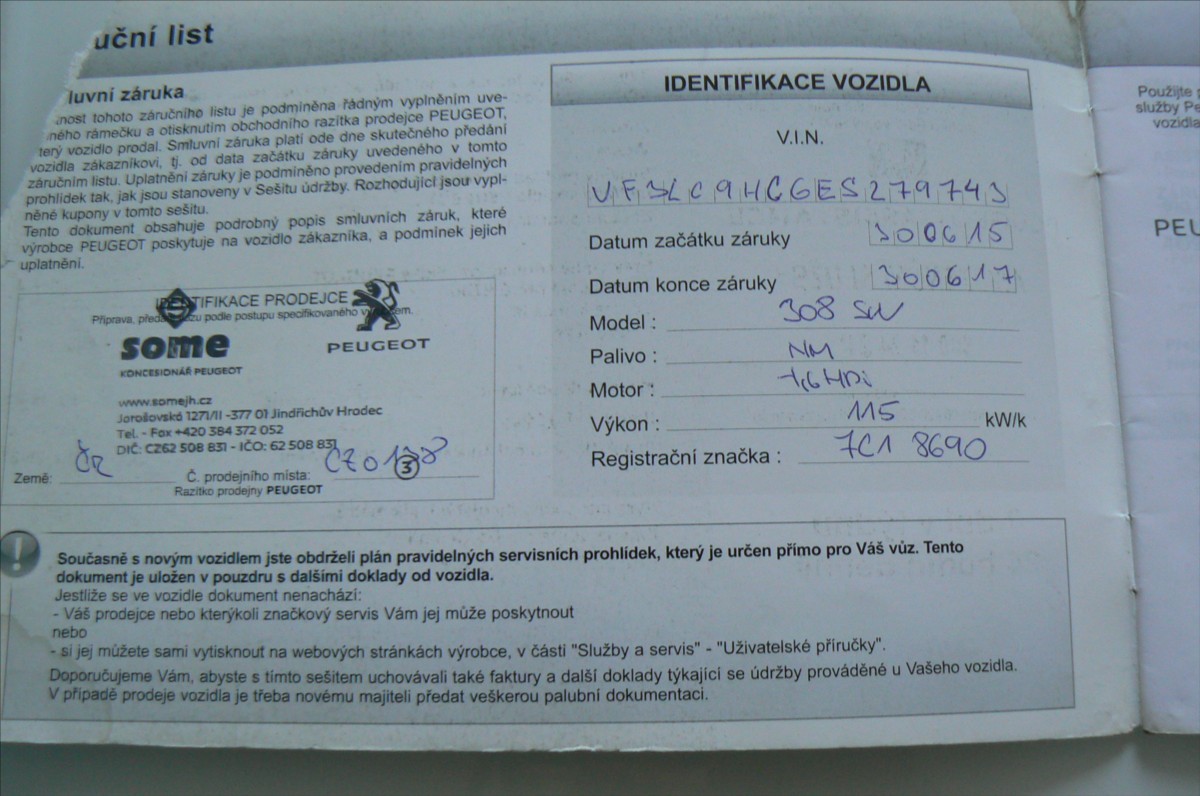 uční list
luvní záruka
nost tohoto záručního listu je podmíněna řádným vyplněním uve-
ného rámečku a otisknutím obchodního razítka prodejce PEUGEOT,
terý vozidlo prodal. Smluvní záruka platí ode dne skutečného předání
vozidla zákazníkovi, tj. od data začátku záruky uvedeného v tomto
záručním listu. Uplatnění záruky je podmíněno provedením pravidelných
prohlídek tak, jak jsou stanoveny v Sešitu údržby. Rozhodující jsou vypl-
něné kupony v tomto sešitu.
Tento dokument obsahuje podrobný popis smluvních záruk, které
výrobce PEUGEOT poskytuje na vozidlo zákazníka, a podmínek jejich
uplatnění.
IDENTIFIKACE PRODEJCE
Příprava, podle postupu specifikovaného
some
KONCESIONÁŘ PEUGEOT
PEUGEOT
www.somejh.cz
Jarošovská 1271/II -377 01 Jindřichův Hradec
Tel. - Fax +420 384 372 052
DIČ: CZ62 508 831 - IČO: 62 508 831
Země: ČR Č. prodejního místa:
3
Razítko prodejny PEUGEOT
IDENTIFIKACE VOZIDLA
V.I.N.
VF3LC9HC6ES279743
Datum začátku záruky 300615
Datum konce záruky 300617
Model : 308 SW
Palivo : NM
Motor : 1,6 HDi
Výkon : 115 kW/k
Registrační značka : 7C1 8690
!
Současně s novým vozidlem jste obdrželi plán pravidelných servisních prohlídek, který je určen přímo pro Váš vůz. Tento
dokument je uložen v pouzdru s dalšími doklady od vozidla.
Jestliže se ve vozidle dokument nenachází:
- Váš prodejce nebo kterýkoli značkový servis Vám jej může poskytnout
nebo
- si jej můžete sami vytisknout na webových stránkách výrobce, v části "Služby a servis" - "Uživatelské příručky".
Doporučujeme Vám, abyste s tímto sešitem uchovávali také faktury a další doklady týkající se údržby prováděné u Vašeho vozidla.
V případě prodeje vozidla je třeba novému majiteli předat veškerou palubní dokumentaci.
Použijte
služby Pe
vozidla
PEU